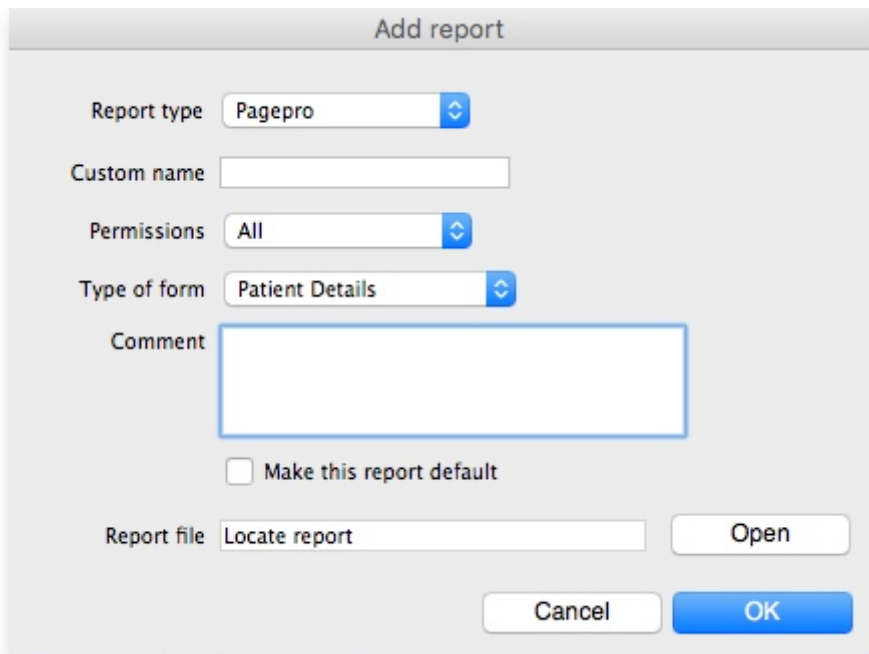 Add report
Report type Pagepro
Custom name
Permissions All
Type of form Patient Details
Comment
Make this report default
Report file Locate report Open
Cancel OK